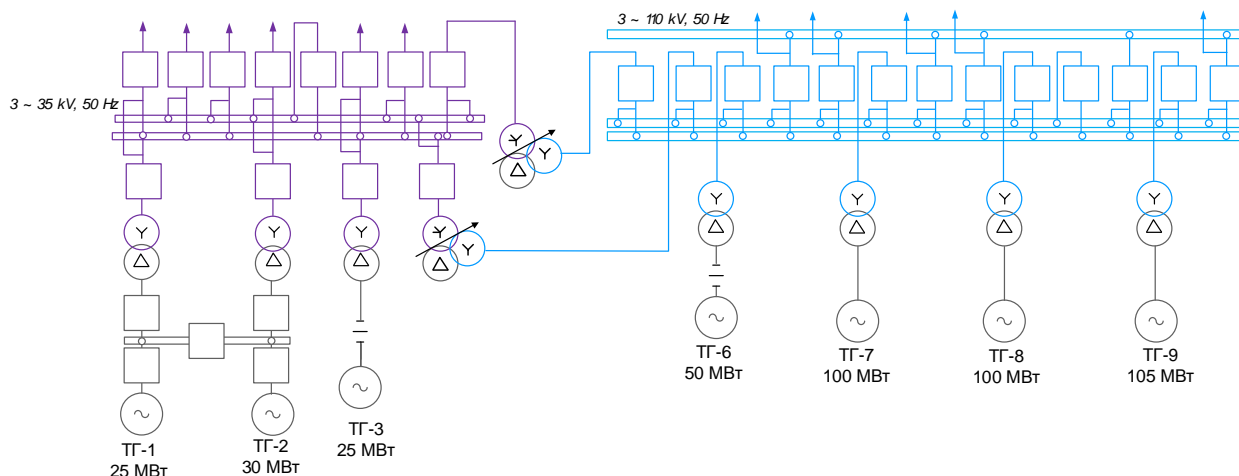 3 ~ 110 kV, 50 Hz
3 ~ 35 kV, 50 Hz
ТГ-1
25 МВт
ТГ-2
30 МВт
ТГ-3
25 МВт
ТГ-6
50 МВт
ТГ-7
100 МВт
ТГ-8
100 МВт
ТГ-9
105 МВт